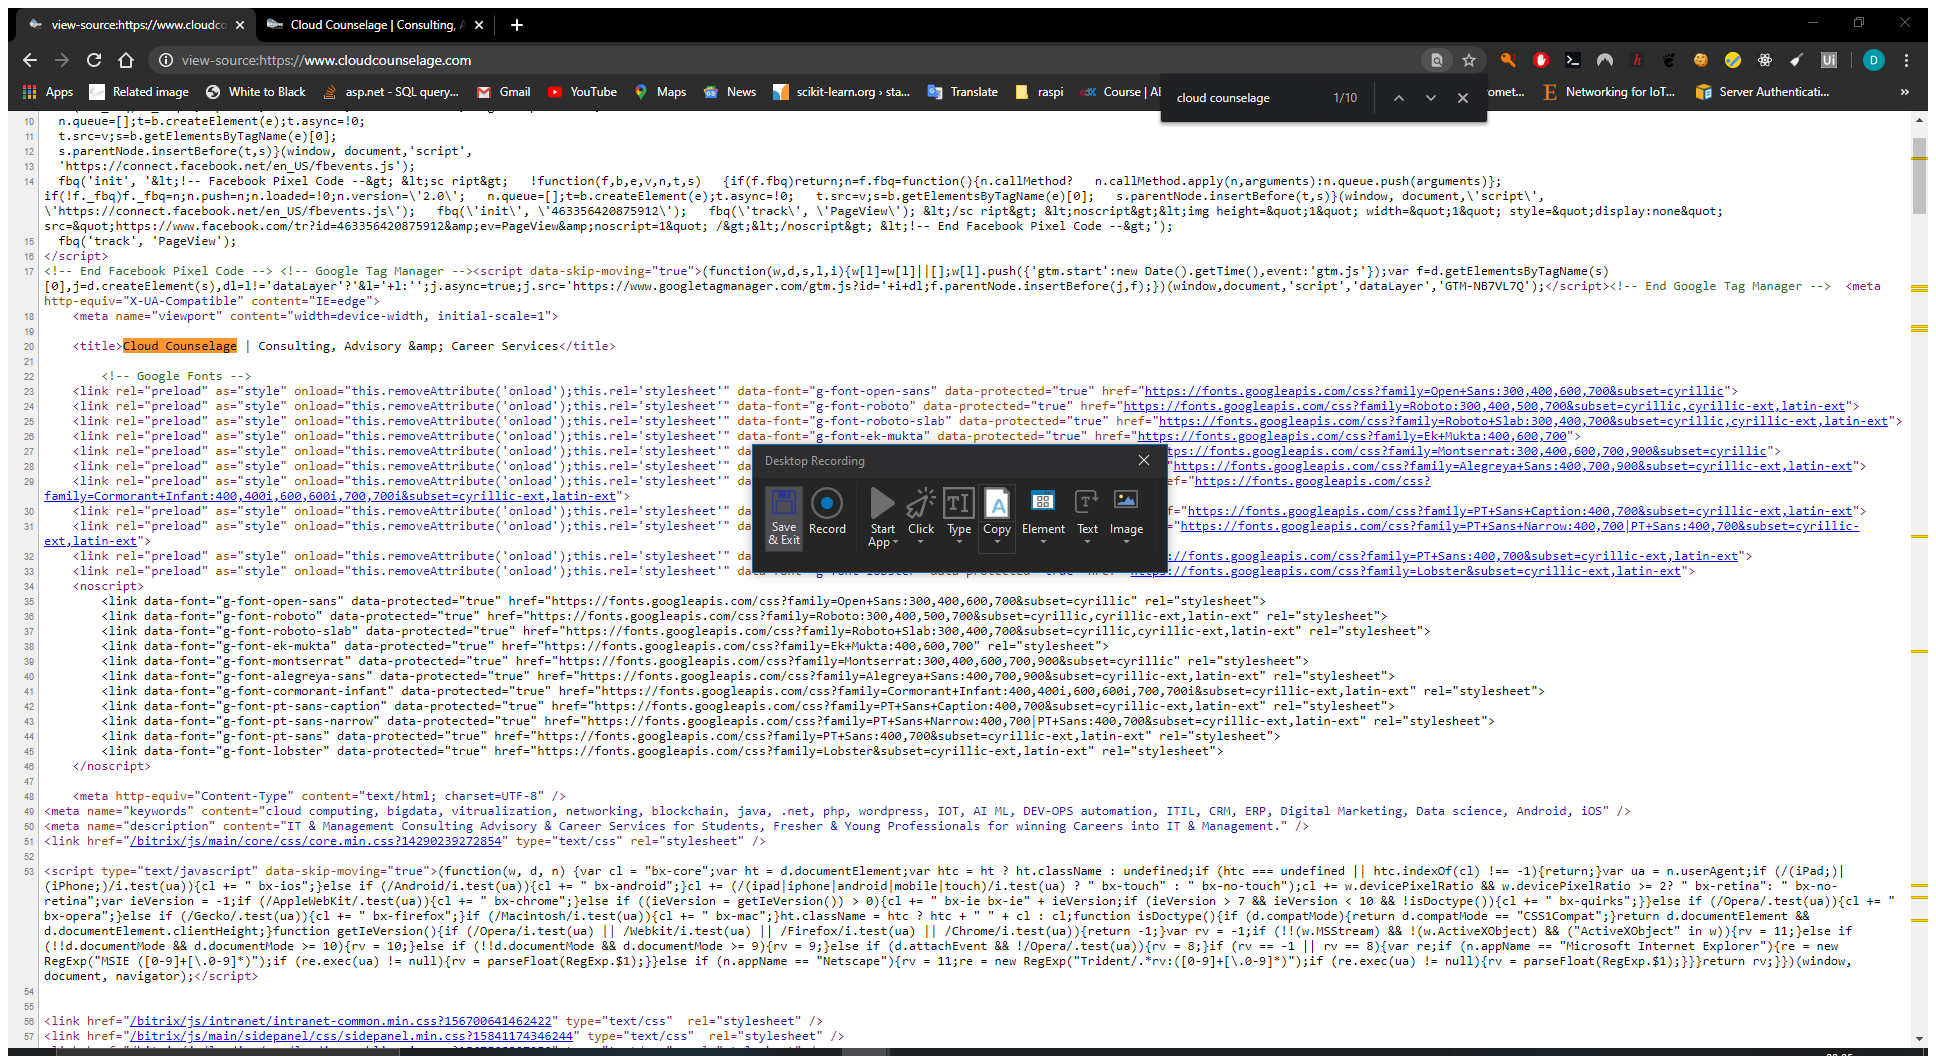 view-source:https://www.cloudc
Cloud Counselage | Consulting, A
view-source:https://www.cloudcounselage.com
Apps
Related image
White to Black
asp.net - SQL query...
Gmail
YouTube
Maps
News
scikit-learn.org › sta...
Translate
raspi
Course | AI
romet...
Networking for IoT...
Server Authenticati...
»
cloud counselage 1/10
10 n.queue=[];t=b.createElement(e);t.async=!0;
11 t.src=v;s=b.getElementsByTagName(e)[0];
12 s.parentNode.insertBefore(t,s)}(window, document,'script',
13 'https://connect.facebook.net/en_US/fbevents.js');
14 fbq('init', '&lt;!-- Facebook Pixel Code --&gt; &lt;sc ript&gt; !function(f,b,e,v,n,t,s) {if(f.fbq)return;n=f.fbq=function(){n.callMethod? n.callMethod.apply(n,arguments):n.queue.push(arguments)};
if(!f._fbq)f._fbq=n;n.push=n;n.loaded=!0;n.version=\'2.0\'; n.queue=[];t=b.createElement(e);t.async=!0; t.src=v;s=b.getElementsByTagName(e)[0]; s.parentNode.insertBefore(t,s)}(window, document,\'script\',
\'https://connect.facebook.net/en_US/fbevents.js\'); fbq(\'init\', \'463356420875912\'); fbq(\'track\', \'PageView\'); &lt;/sc ript&gt; &lt;noscript&gt;&lt;img height=&quot;1&quot; width=&quot;1&quot; style=&quot;display:none&quot;
src=&quot;https://www.facebook.com/tr?id=463356420875912&amp;ev=PageView&amp;noscript=1&quot; /&gt;&lt;/noscript&gt; &lt;!-- End Facebook Pixel Code --&gt;');
15 fbq('track', 'PageView');
16 </script>
17 <!-- End Facebook Pixel Code --> <!-- Google Tag Manager --><script data-skip-moving="true">(function(w,d,s,l,i){w[l]=w[l]||[];w[l].push({'gtm.start':new Date().getTime(),event:'gtm.js'});var f=d.getElementsByTagName(s)
[0],j=d.createElement(s),dl=l!='dataLayer'?'&l='+l:'';j.async=true;j.src='https://www.googletagmanager.com/gtm.js?id='+i+dl;f.parentNode.insertBefore(j,f);})(window,document,'script','dataLayer','GTM-NB7VL7Q');</script><!-- End Google Tag Manager --> <meta
http-equiv="X-UA-Compatible" content="IE=edge">
18 <meta name="viewport" content="width=device-width, initial-scale=1">
19
20 <title>Cloud Counselage | Consulting, Advisory &amp; Career Services</title>
21
22 <!-- Google Fonts -->
23 <link rel="preload" as="style" onload="this.removeAttribute('onload');this.rel='stylesheet'" data-font="g-font-open-sans" data-protected="true" href="https://fonts.googleapis.com/css?family=Open+Sans:300,400,600,700&subset=cyrillic">
24 <link rel="preload" as="style" onload="this.removeAttribute('onload');this.rel='stylesheet'" data-font="g-font-roboto" data-protected="true" href="https://fonts.googleapis.com/css?family=Roboto:300,400,500,700&subset=cyrillic,cyrillic-ext,latin-ext">
25 <link rel="preload" as="style" onload="this.removeAttribute('onload');this.rel='stylesheet'" data-font="g-font-roboto-slab" data-protected="true" href="https://fonts.googleapis.com/css?family=Roboto+Slab:300,400,700&subset=cyrillic,cyrillic-ext,latin-ext">
26 <link rel="preload" as="style" onload="this.removeAttribute('onload');this.rel='stylesheet'" data-font="g-font-ek-mukta" data-protected="true" href="https://fonts.googleapis.com/css?family=Ek+Mukta:400,600,700">
27 <link rel="preload" as="style" onload="this.removeAttribute('onload');this.rel='stylesheet'" da tps://fonts.googleapis.com/css?family=Montserrat:300,400,600,700,900&subset=cyrillic">
28 <link rel="preload" as="style" onload="this.removeAttribute('onload');this.rel='stylesheet'" da "https://fonts.googleapis.com/css?family=Alegreya+Sans:400,700,900&subset=cyrillic-ext,latin-ext">
29 <link rel="preload" as="style" onload="this.removeAttribute('onload');this.rel='stylesheet'" da ef="https://fonts.googleapis.com/css?
family=Cormorant+Infant:400,400i,600,600i,700,700i&subset=cyrillic-ext,latin-ext">
30 <link rel="preload" as="style" onload="this.removeAttribute('onload');this.rel='stylesheet'" da f="https://fonts.googleapis.com/css?family=PT+Sans+Caption:400,700&subset=cyrillic-ext,latin-ext">
31 <link rel="preload" as="style" onload="this.removeAttribute('onload');this.rel='stylesheet'" da ="https://fonts.googleapis.com/css?family=PT+Sans+Narrow:400,700|PT+Sans:400,700&subset=cyrillic-
ext,latin-ext">
32 <link rel="preload" as="style" onload="this.removeAttribute('onload');this.rel='stylesheet'" da ://fonts.googleapis.com/css?family=PT+Sans:400,700&subset=cyrillic-ext,latin-ext">
33 <link rel="preload" as="style" onload="this.removeAttribute('onload');this.rel='stylesheet'" data-font="g-font-lobster" data-protected="true" href="https://fonts.googleapis.com/css?family=Lobster&subset=cyrillic-ext,latin-ext">
Desktop Recording
Save & Exit
Record
Start App
Click
Type
Copy
Element
Text
Image
34 <noscript>
35 <link data-font="g-font-open-sans" data-protected="true" href="https://fonts.googleapis.com/css?family=Open+Sans:300,400,600,700&subset=cyrillic" rel="stylesheet">
36 <link data-font="g-font-roboto" data-protected="true" href="https://fonts.googleapis.com/css?family=Roboto:300,400,500,700&subset=cyrillic,cyrillic-ext,latin-ext" rel="stylesheet">
37 <link data-font="g-font-roboto-slab" data-protected="true" href="https://fonts.googleapis.com/css?family=Roboto+Slab:300,400,700&subset=cyrillic,cyrillic-ext,latin-ext" rel="stylesheet">
38 <link data-font="g-font-ek-mukta" data-protected="true" href="https://fonts.googleapis.com/css?family=Ek+Mukta:400,600,700" rel="stylesheet">
39 <link data-font="g-font-montserrat" data-protected="true" href="https://fonts.googleapis.com/css?family=Montserrat:300,400,600,700,900&subset=cyrillic" rel="stylesheet">
40 <link data-font="g-font-alegreya-sans" data-protected="true" href="https://fonts.googleapis.com/css?family=Alegreya+Sans:400,700,900&subset=cyrillic-ext,latin-ext" rel="stylesheet">
41 <link data-font="g-font-cormorant-infant" data-protected="true" href="https://fonts.googleapis.com/css?family=Cormorant+Infant:400,400i,600,600i,700,700i&subset=cyrillic-ext,latin-ext" rel="stylesheet">
42 <link data-font="g-font-pt-sans-caption" data-protected="true" href="https://fonts.googleapis.com/css?family=PT+Sans+Caption:400,700&subset=cyrillic-ext,latin-ext" rel="stylesheet">
43 <link data-font="g-font-pt-sans-narrow" data-protected="true" href="https://fonts.googleapis.com/css?family=PT+Sans+Narrow:400,700|PT+Sans:400,700&subset=cyrillic-ext,latin-ext" rel="stylesheet">
44 <link data-font="g-font-pt-sans" data-protected="true" href="https://fonts.googleapis.com/css?family=PT+Sans:400,700&subset=cyrillic-ext,latin-ext" rel="stylesheet">
45 <link data-font="g-font-lobster" data-protected="true" href="https://fonts.googleapis.com/css?family=Lobster&subset=cyrillic-ext,latin-ext" rel="stylesheet">
46 </noscript>
47
48 <meta http-equiv="Content-Type" content="text/html; charset=UTF-8" />
49 <meta name="keywords" content="cloud computing, bigdata, vitrualization, networking, blockchain, java, .net, php, wordpress, IOT, AI ML, DEV-OPS automation, ITIL, CRM, ERP, Digital Marketing, Data science, Android, iOS" />
50 <meta name="description" content="IT & Management Consulting Advisory & Career Services for Students, Fresher & Young Professionals for winning Careers into IT & Management." />
51 <link href="/bitrix/js/main/core/css/core.min.css?14290239272854" type="text/css" rel="stylesheet" />
52
53 <script type="text/javascript" data-skip-moving="true">(function(w, d, n) {var cl = "bx-core";var ht = d.documentElement;var htc = ht ? ht.className : undefined;if (htc === undefined || htc.indexOf(cl) !== -1){return;}var ua = n.userAgent;if (/(iPad;)|
(iPhone;)/i.test(ua)){cl += " bx-ios";}else if (/Android/i.test(ua)){cl += " bx-android";}cl += (/(ipad|iphone|android|mobile|touch)/i.test(ua) ? " bx-touch" : " bx-no-touch");cl += w.devicePixelRatio && w.devicePixelRatio >= 2? " bx-retina": " bx-no-
retina";var ieVersion = -1;if (/AppleWebKit/.test(ua)){cl += " bx-chrome";}else if ((ieVersion = getIeVersion()) > 0){cl += " bx-ie bx-ie" + ieVersion;if (ieVersion > 7 && ieVersion < 10 && !isDoctype()){cl += " bx-quirks";}}else if (/Opera/.test(ua)){cl += "
bx-opera";}else if (/Gecko/.test(ua)){cl += " bx-firefox";}if (/Macintosh/i.test(ua)){cl += " bx-mac";}ht.className = htc ? htc + " " + cl : cl;function isDoctype(){if (d.compatMode){return d.compatMode == "CSS1Compat";}return d.documentElement &&
d.documentElement.clientHeight;}function getIeVersion(){if (/Opera/i.test(ua) || /Webkit/i.test(ua) || /Firefox/i.test(ua) || /Chrome/i.test(ua)){return -1;}var rv = -1;if (!!(w.MSStream) && !(w.ActiveXObject) && ("ActiveXObject" in w)){rv = 11;}else if
(!!d.documentMode && d.documentMode >= 10){rv = 10;}else if (!!d.documentMode && d.documentMode >= 9){rv = 9;}else if (d.attachEvent && !/Opera/.test(ua)){rv = 8;}if (rv == -1 || rv == 8){var re;if (n.appName == "Microsoft Internet Explorer"){re = new
RegExp("MSIE ([0-9]+[\.0-9]*)");if (re.exec(ua) != null){rv = parseFloat(RegExp.$1);}}else if (n.appName == "Netscape"){rv = 11;re = new RegExp("Trident/.*rv:([0-9]+[\.0-9]*)");if (re.exec(ua) != null){rv = parseFloat(RegExp.$1);}}}return rv;}})(window,
document, navigator);</script>
54
55
56 <link href="/bitrix/js/intranet/intranet-common.min.css?156700641462422" type="text/css" rel="stylesheet" />
57 <link href="/bitrix/js/main/sidepanel/css/sidepanel.min.css?15841174346244" type="text/css" rel="stylesheet" />